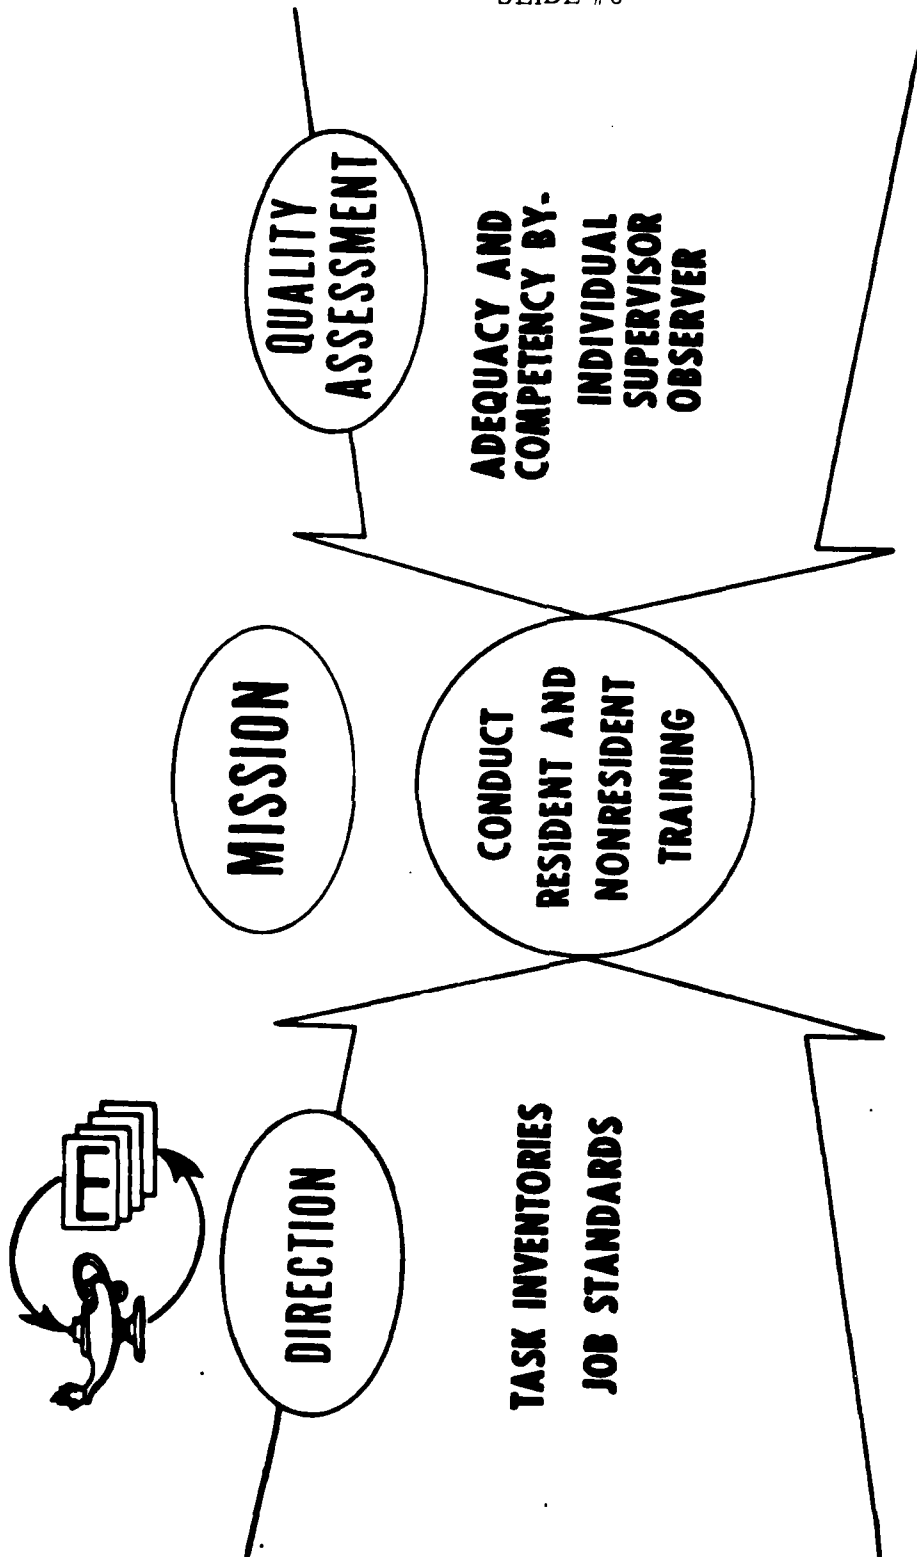 E
DIRECTION
TASK INVENTORIES
JOB STANDARDS
MISSION
CONDUCT
RESIDENT AND
NONRESIDENT
TRAINING
QUALITY
ASSESSMENT
ADEQUACY AND
COMPETENCY BY-
INDIVIDUAL
SUPERVISOR
OBSERVER